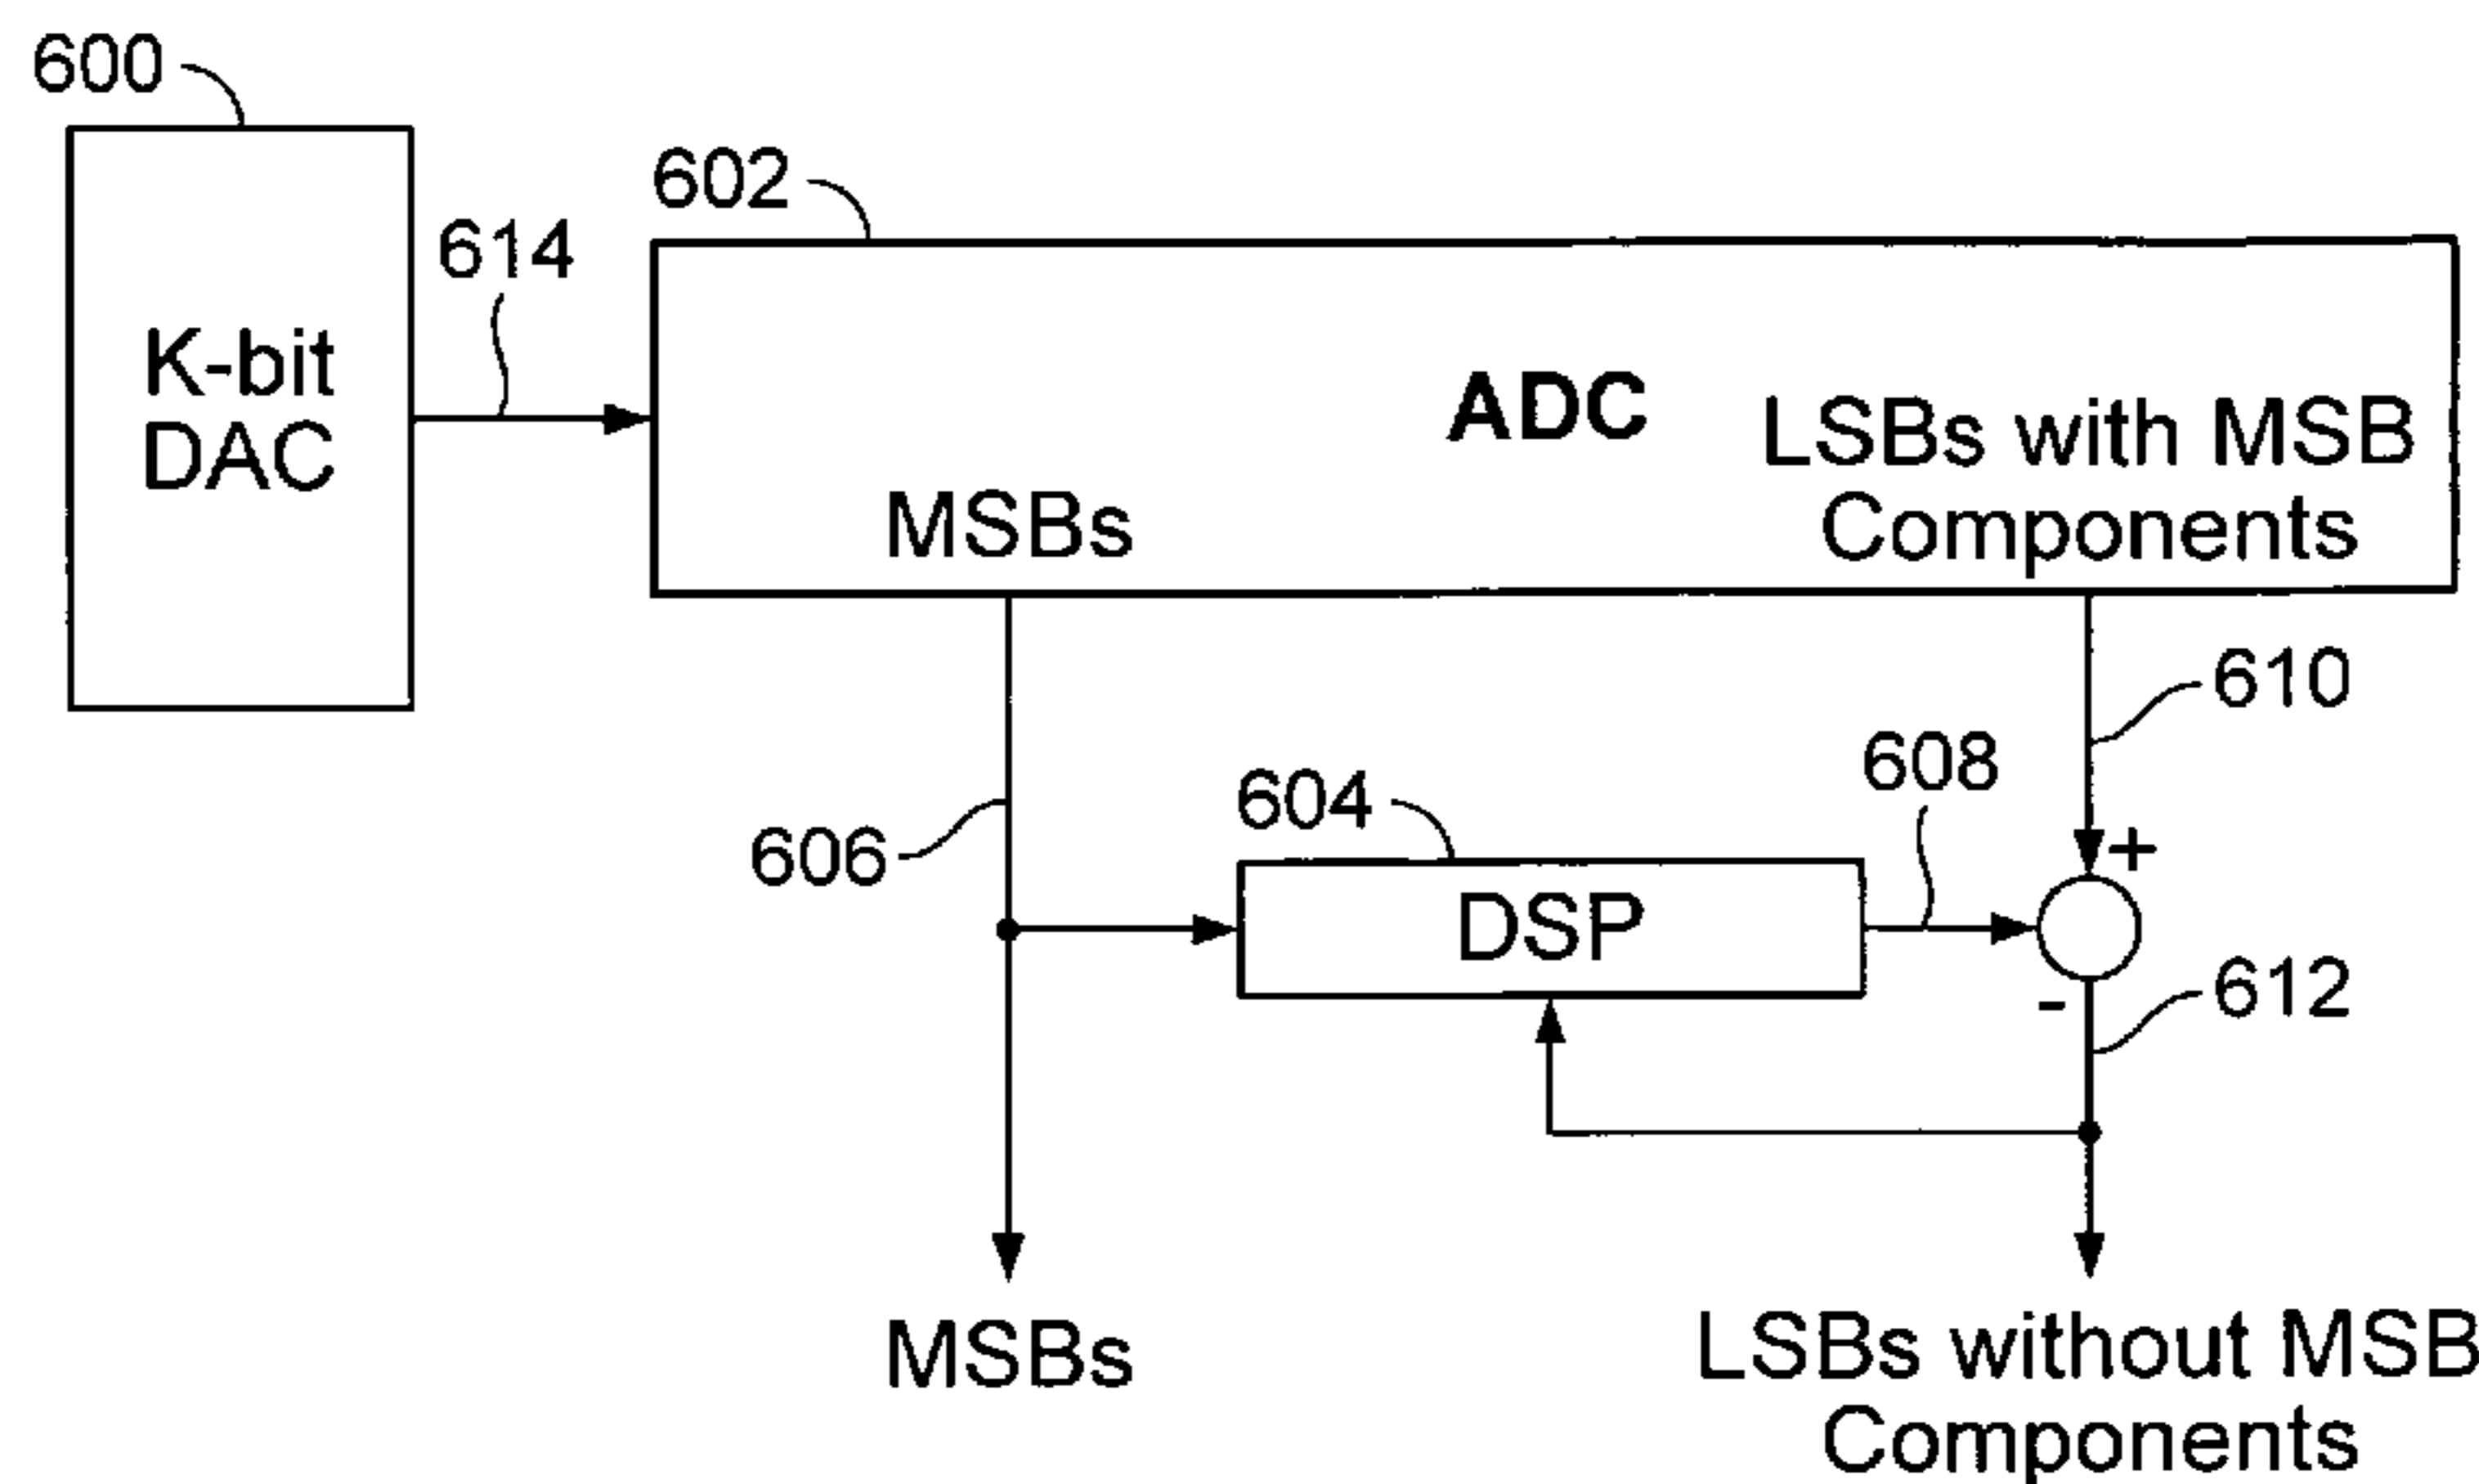 600
602
614
K-bit
DAC
ADC
LSBs with MSB
Components
MSBs
610
608
604
606
+
DSP
-
612
MSBs
LSBs without MSB
Components